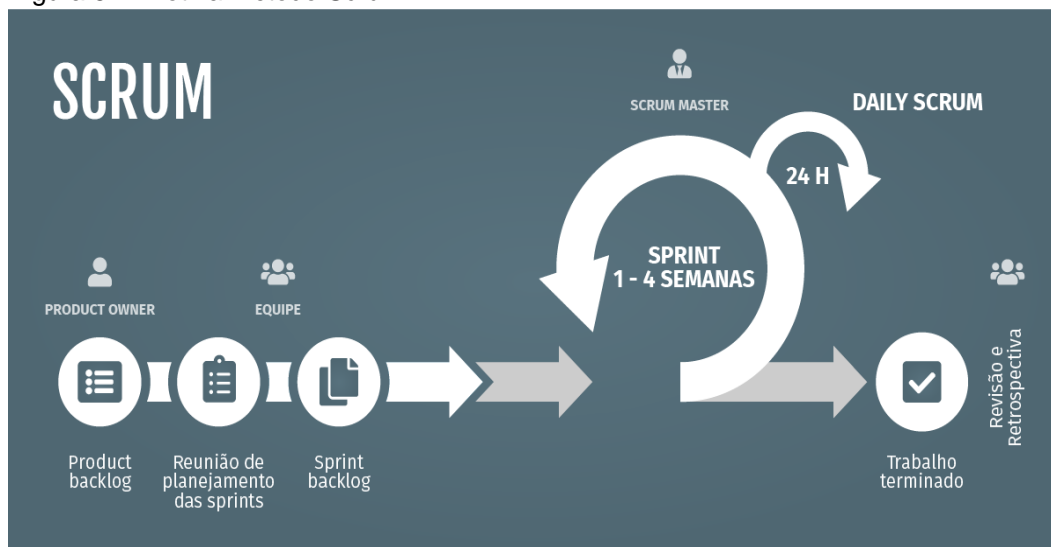 SCRUM
SCRUM MASTER
DAILY SCRUM
24 H
SPRINT
1 - 4 SEMANAS
PRODUCT OWNER
EQUIPE
Product
backlog
Reunião de
planejamento
das sprints
Sprint
backlog
Trabalho
terminado
Revisão e
Retrospectiva